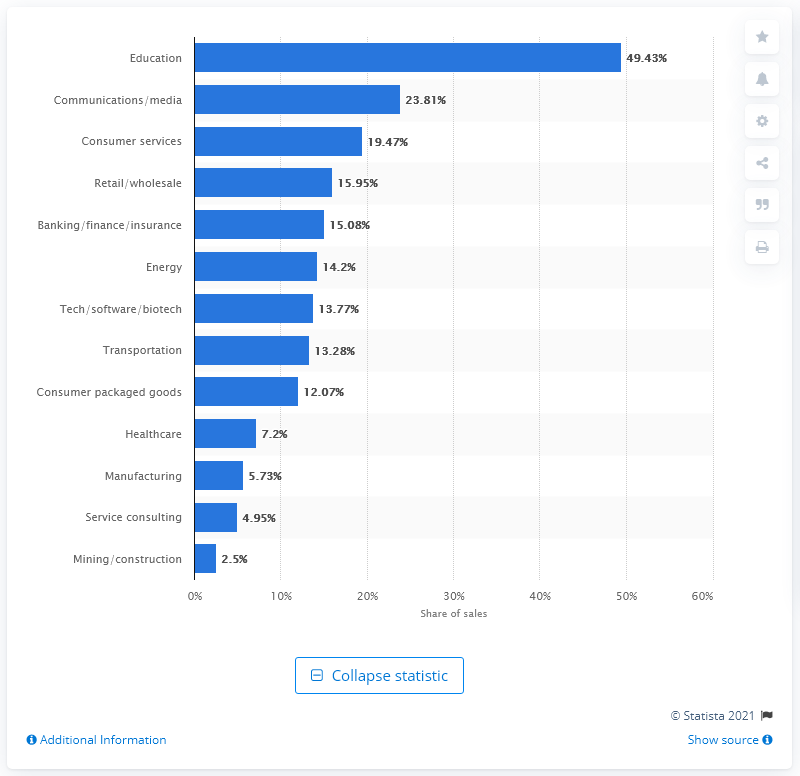 Education 49.43%
Communications/media 23.81%
Consumer services 19.47%
Retail/wholesale 15.95%
Banking/finance/insurance 15.08%
Energy 14.2%
Tech/software/biotech 13.77%
Transportation 13.28%
Consumer packaged goods 12.07%
Healthcare 7.2%
Manufacturing 5.73%
Service consulting 4.95%
Mining/construction 2.5%
0% 10% 20% 30% 40% 50% 60%
Share of sales
Collapse statistic
© Statista 2021
Additional Information Show source